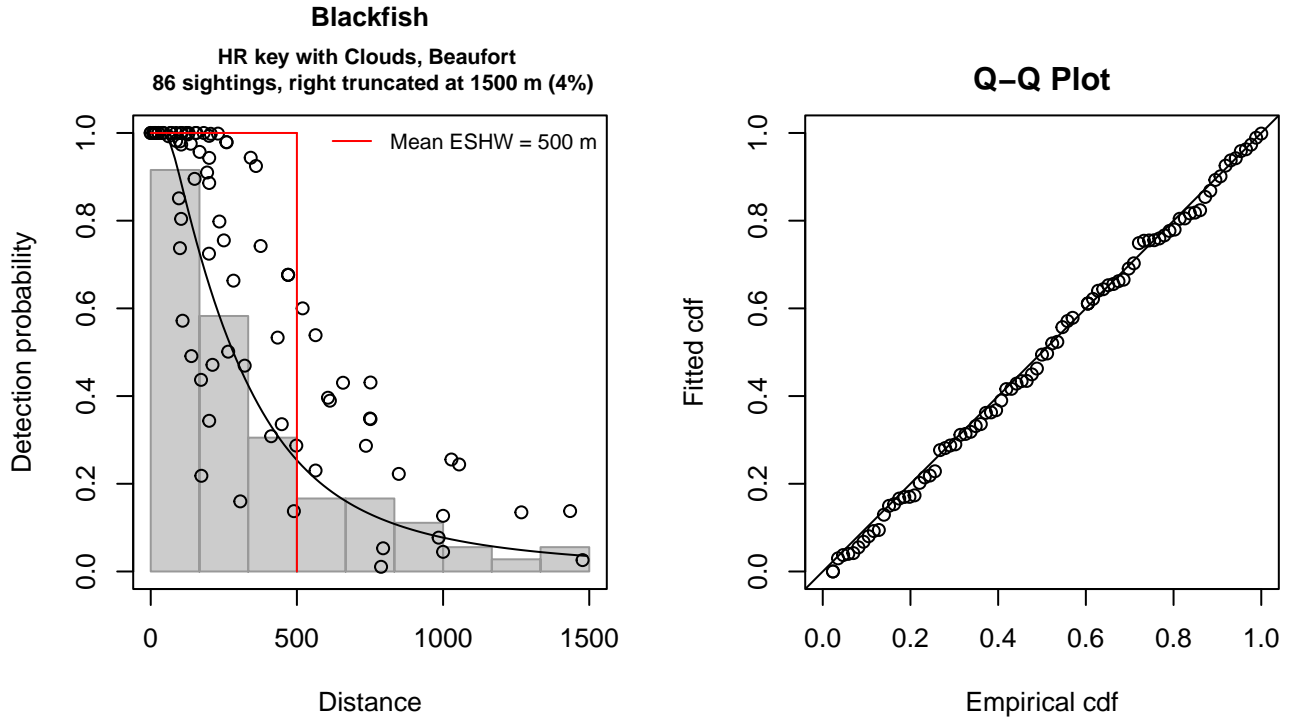 Blackfish
HR key with Clouds, Beaufort
86 sightings, right truncated at 1500 m (4%)
Mean ESHW = 500 m
Detection probability
0.0 0.2 0.4 0.6 0.8 1.0
0 500 1000 1500
Distance
Q−Q Plot
Fitted cdf
0.0 0.2 0.4 0.6 0.8 1.0
0.0 0.2 0.4 0.6 0.8 1.0
Empirical cdf